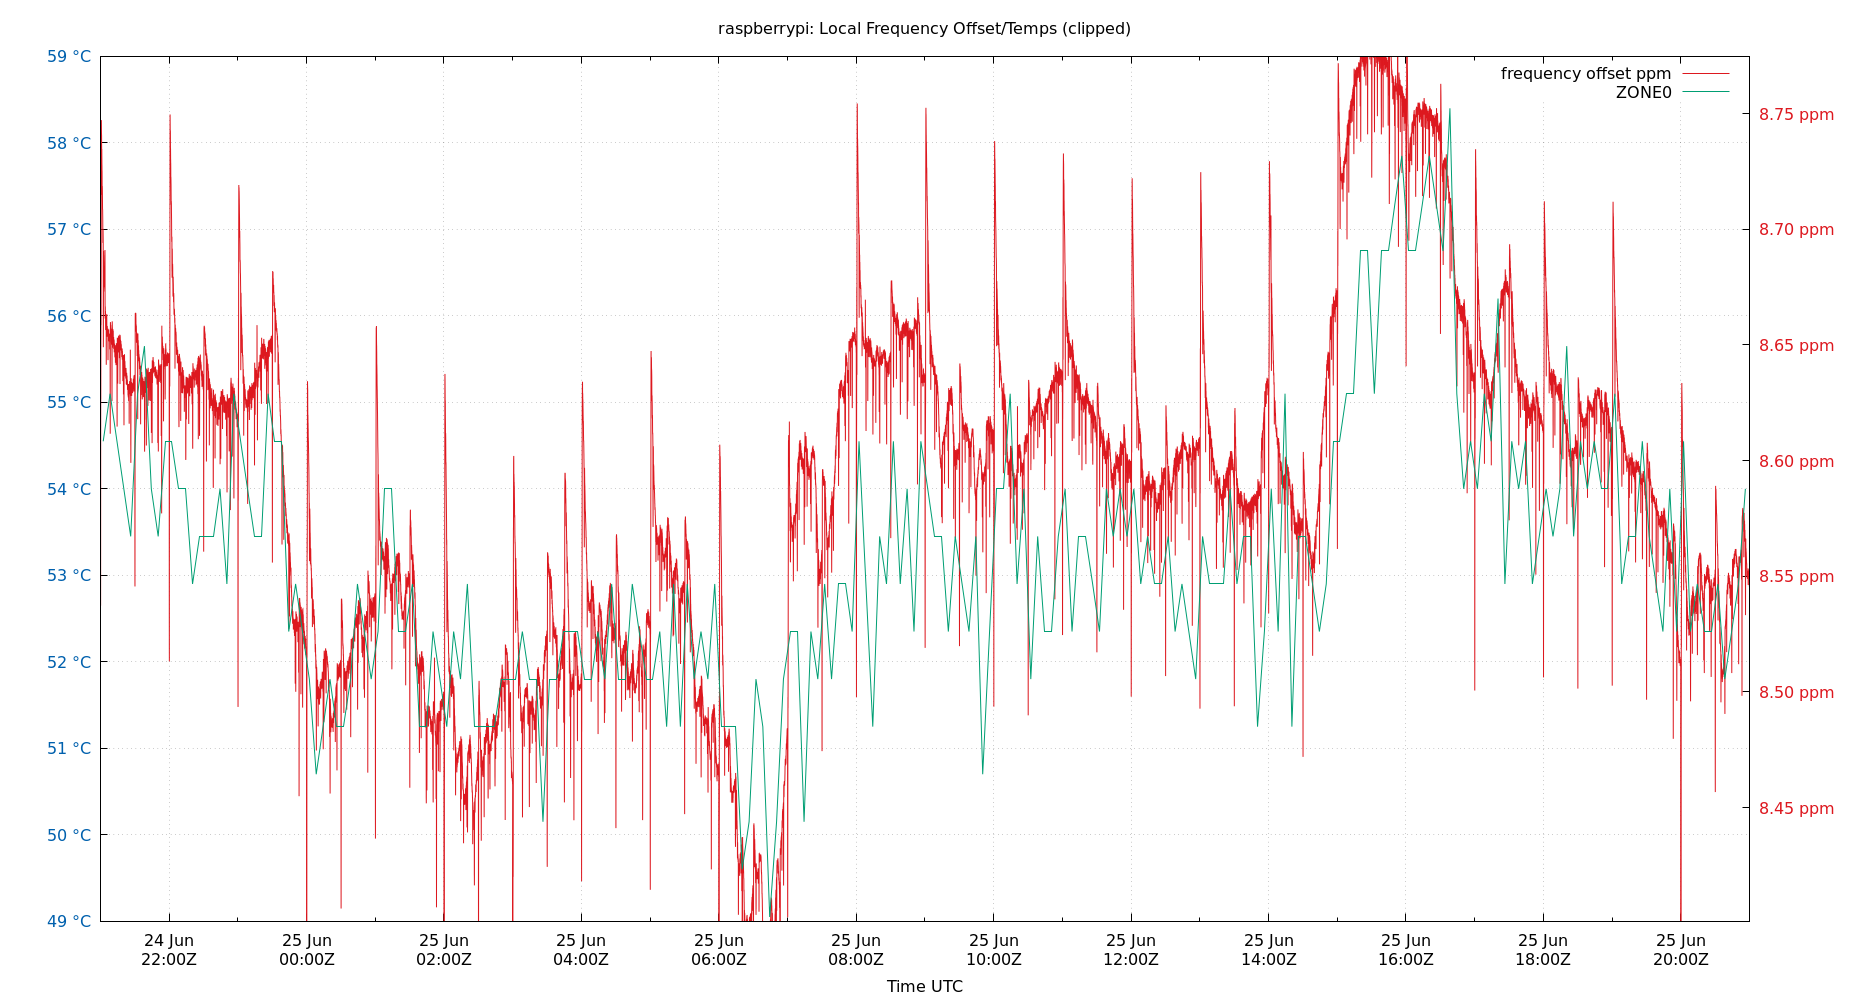 raspberrypi: Local Frequency Offset/Temps (clipped)
59 °C
58 °C
57 °C
56 °C
55 °C
54 °C
53 °C
52 °C
51 °C
50 °C
49 °C
frequency offset ppm
ZONE0
8.75 ppm
8.70 ppm
8.65 ppm
8.60 ppm
8.55 ppm
8.50 ppm
8.45 ppm
24 Jun
22:00Z
25 Jun
00:00Z
25 Jun
02:00Z
25 Jun
04:00Z
25 Jun
06:00Z
25 Jun
08:00Z
25 Jun
10:00Z
25 Jun
12:00Z
25 Jun
14:00Z
25 Jun
16:00Z
25 Jun
18:00Z
25 Jun
20:00Z
Time UTC